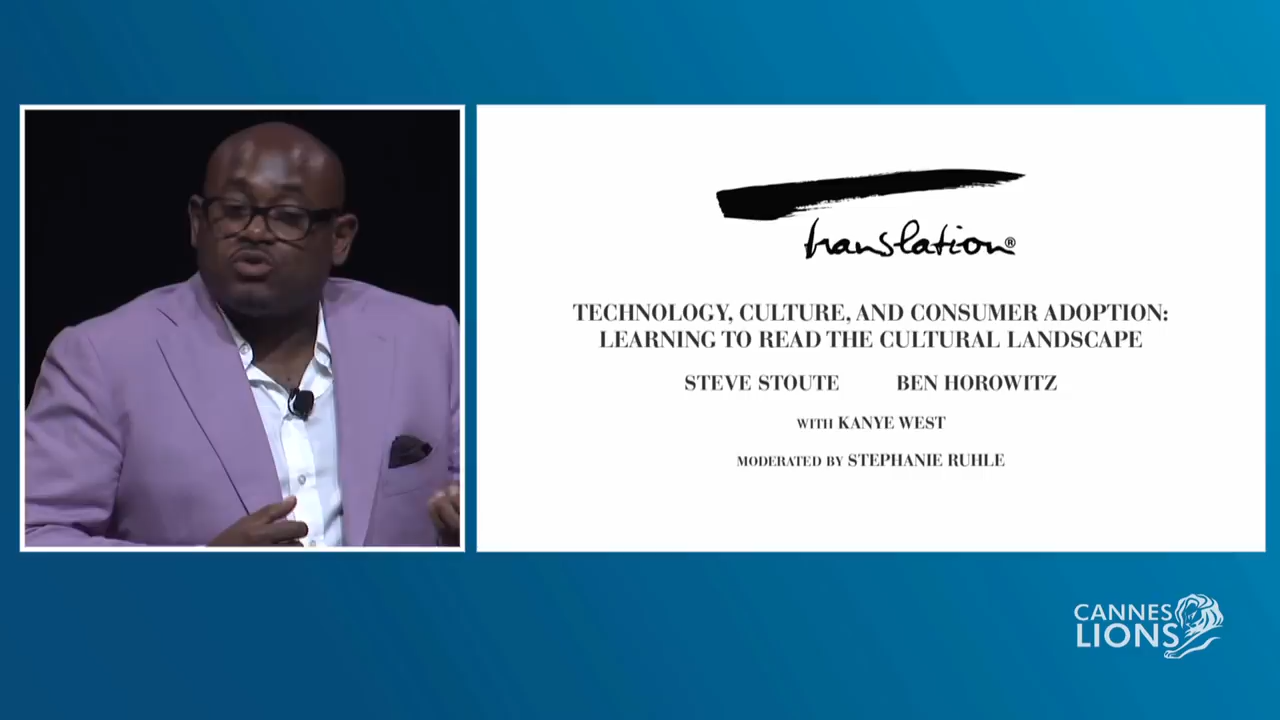 translation®
TECHNOLOGY, CULTURE, AND CONSUMER ADOPTION:
LEARNING TO READ THE CULTURAL LANDSCAPE
STEVE STOUTE BEN HOROWITZ
WITH KANYE WEST
MODERATED BY STEPHANIE RUHLE
CANNES
LIONS